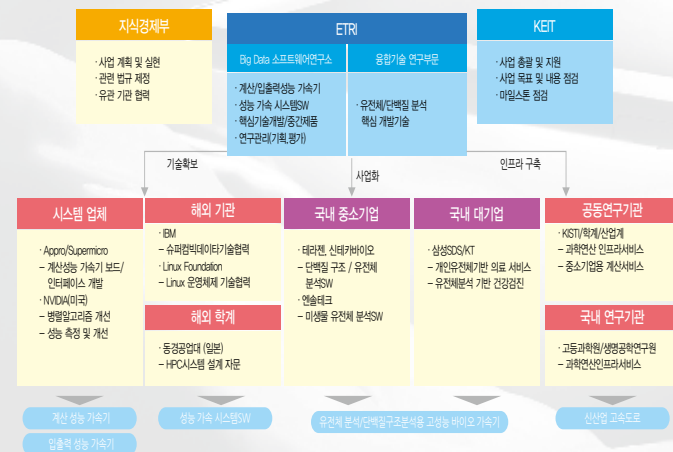 지식경제부
· 사업 계획 및 실현
· 관련 법규 제정
· 유관 기관 협력
ETRI
Big Data 소프트웨어연구소
· 계산/입출력성능 가속기
· 성능 가속 시스템SW
· 핵심기술개발/중간제품
· 연구관리(기획,평가)
융합기술 연구부문
· 유전체/단백질 분석
핵심 개발기술
KEIT
· 사업 총괄 및 지원
· 사업 목표 및 내용 점검
· 마일스톤 점검
기술확보
사업화
인프라 구축
시스템 업체
· Appro/Supermicro
– 계산성능 가속기 보드/
인터페이스 개발
· NVIDIA(미국)
– 병렬알고리즘 개선
– 성능 측정 및 개선
해외 기관
· IBM
– 슈퍼컴빅데이타기술협력
· Linux Foundation
– Linux 운영체제 기술협력
해외 학계
· 동경공업대 (일본)
– HPC시스템 설계 자문
국내 중소기업
· 테라젠, 신테카바이오
– 단백질 구조 / 유전체
분석SW
· 엔솔테크
– 미생물 유전체 분석SW
국내 대기업
· 삼성SDS/KT
– 개인유전체기반 의료 서비스
– 유전체분석 기반 건강검진
공동연구기관
· KISTI/학계/산업계
– 과학연산 인프라서비스
– 중소기업용 계산서비스
국내 연구기관
· 고등과학원/생명공학연구원
– 과학연산인프라서비스
계산 성능 가속기
입출력 성능 가속기
성능 가속 시스템SW
유전체 분석/단백질구조분석용 고성능 바이오 가속기
신산업 고속도로